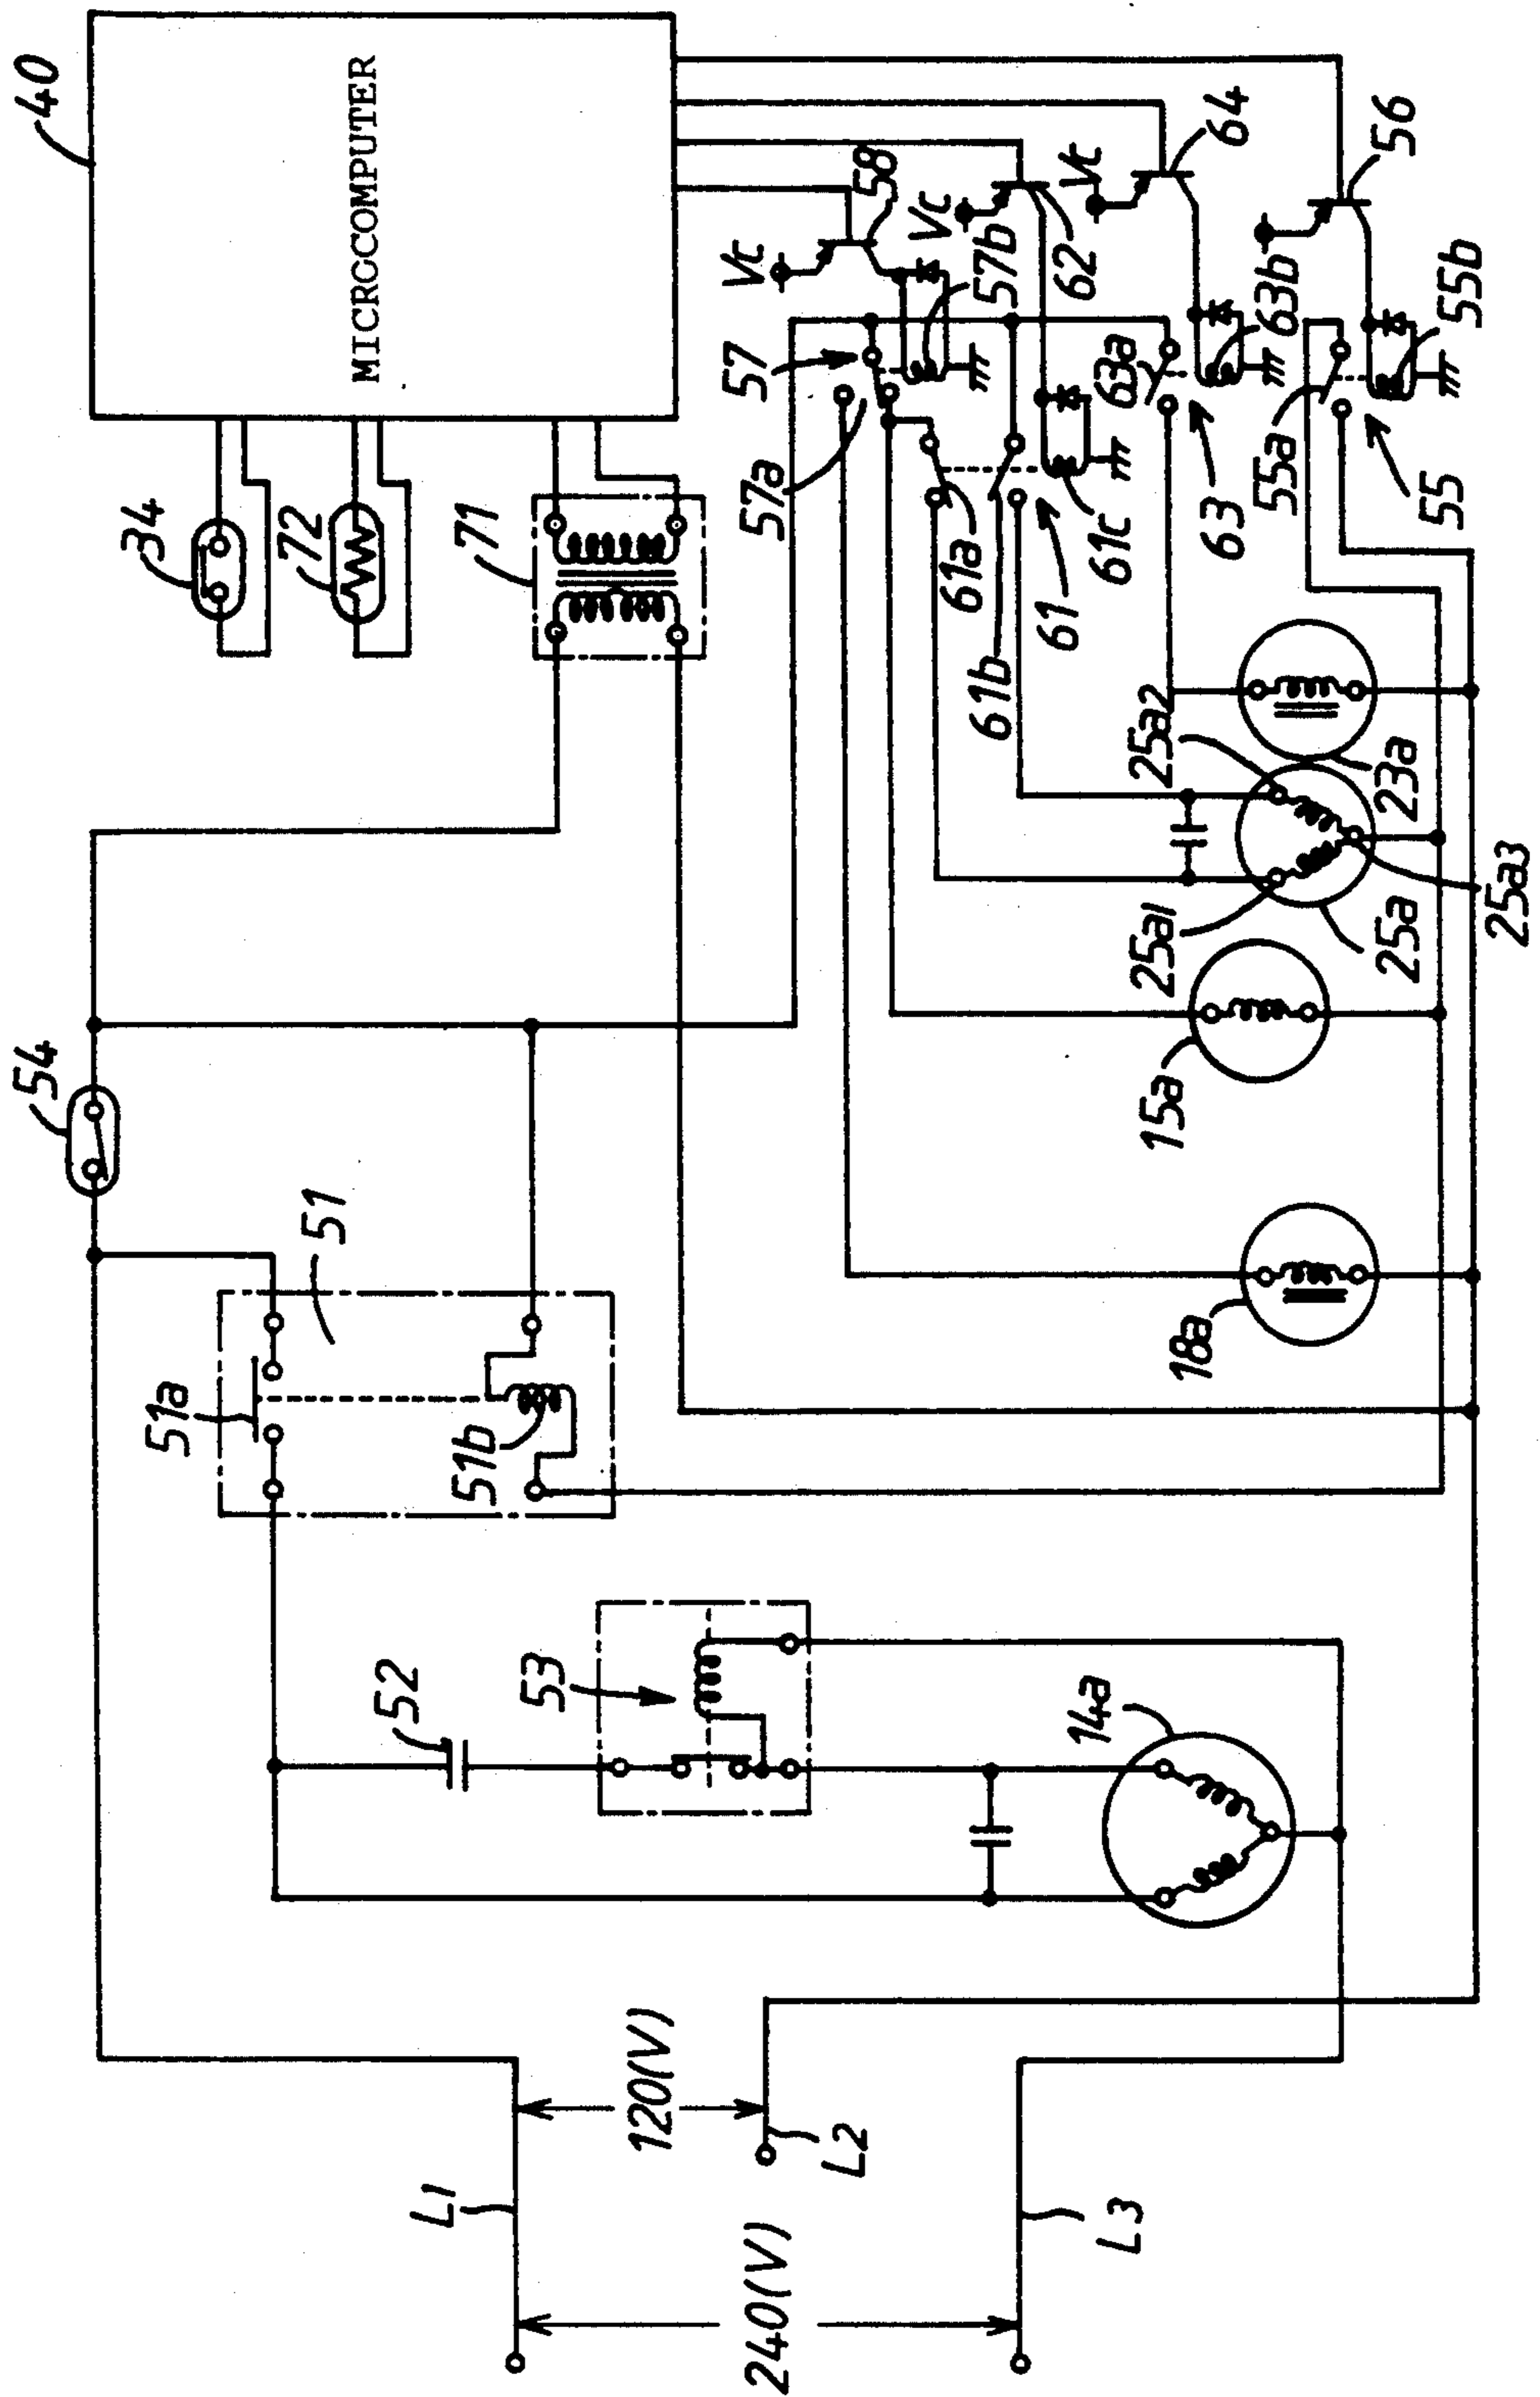 40
MICROCOMPUTER
34
72
71
54
51
51a
51b
52
53
14a
L1
120(V)
L2
240(V)
L3
18a
15a
25a1
25a2
25a
25a3
23a
57
57a
57b
58
Vc
Vc
Vc
61a
61b
61
61c
62
63a
63
63b
64
55a
55
55b
56